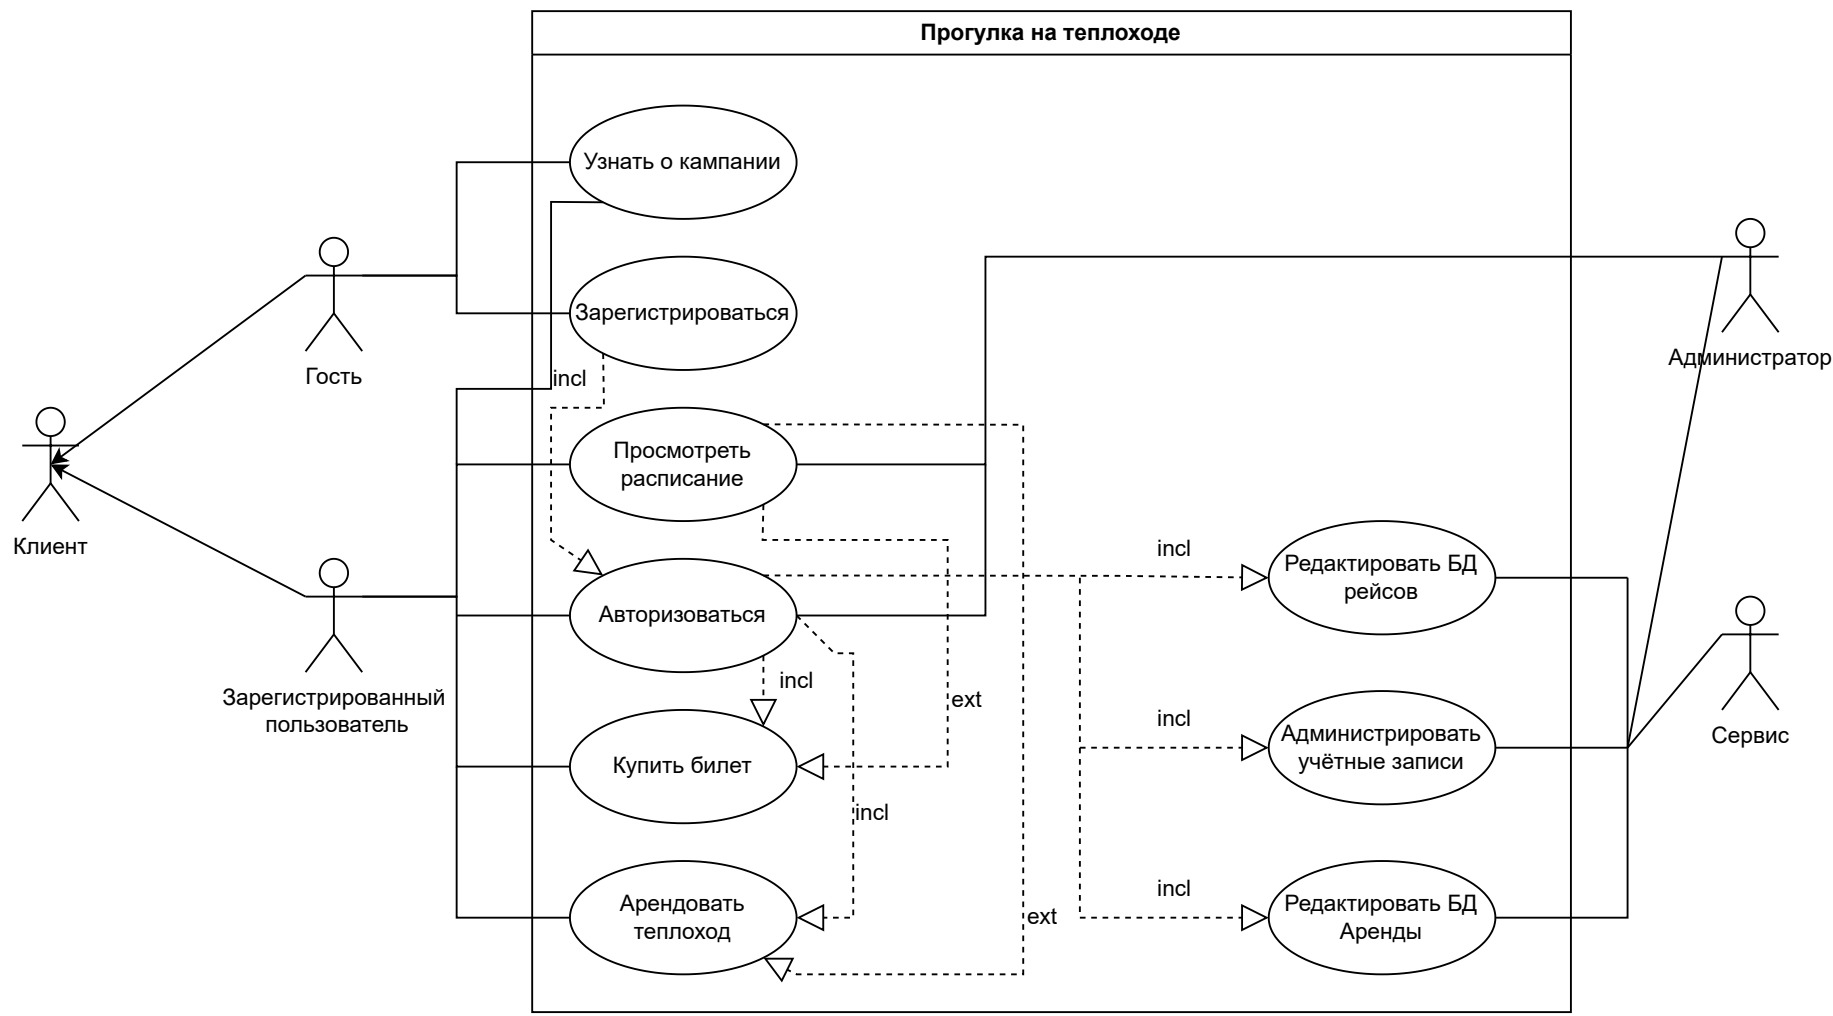 Прогулка на теплоходе
Узнать о кампании
Зарегистрироваться
Гость
incl
Администратор
Просмотреть
расписание
Клиент
incl
Редактировать БД
рейсов
Авторизоваться
Зарегистрированный
пользователь
incl
ext
incl
Администрировать
учётные записи
Сервис
Купить билет
incl
incl
Арендовать
теплоход
ext
Редактировать БД
Аренды